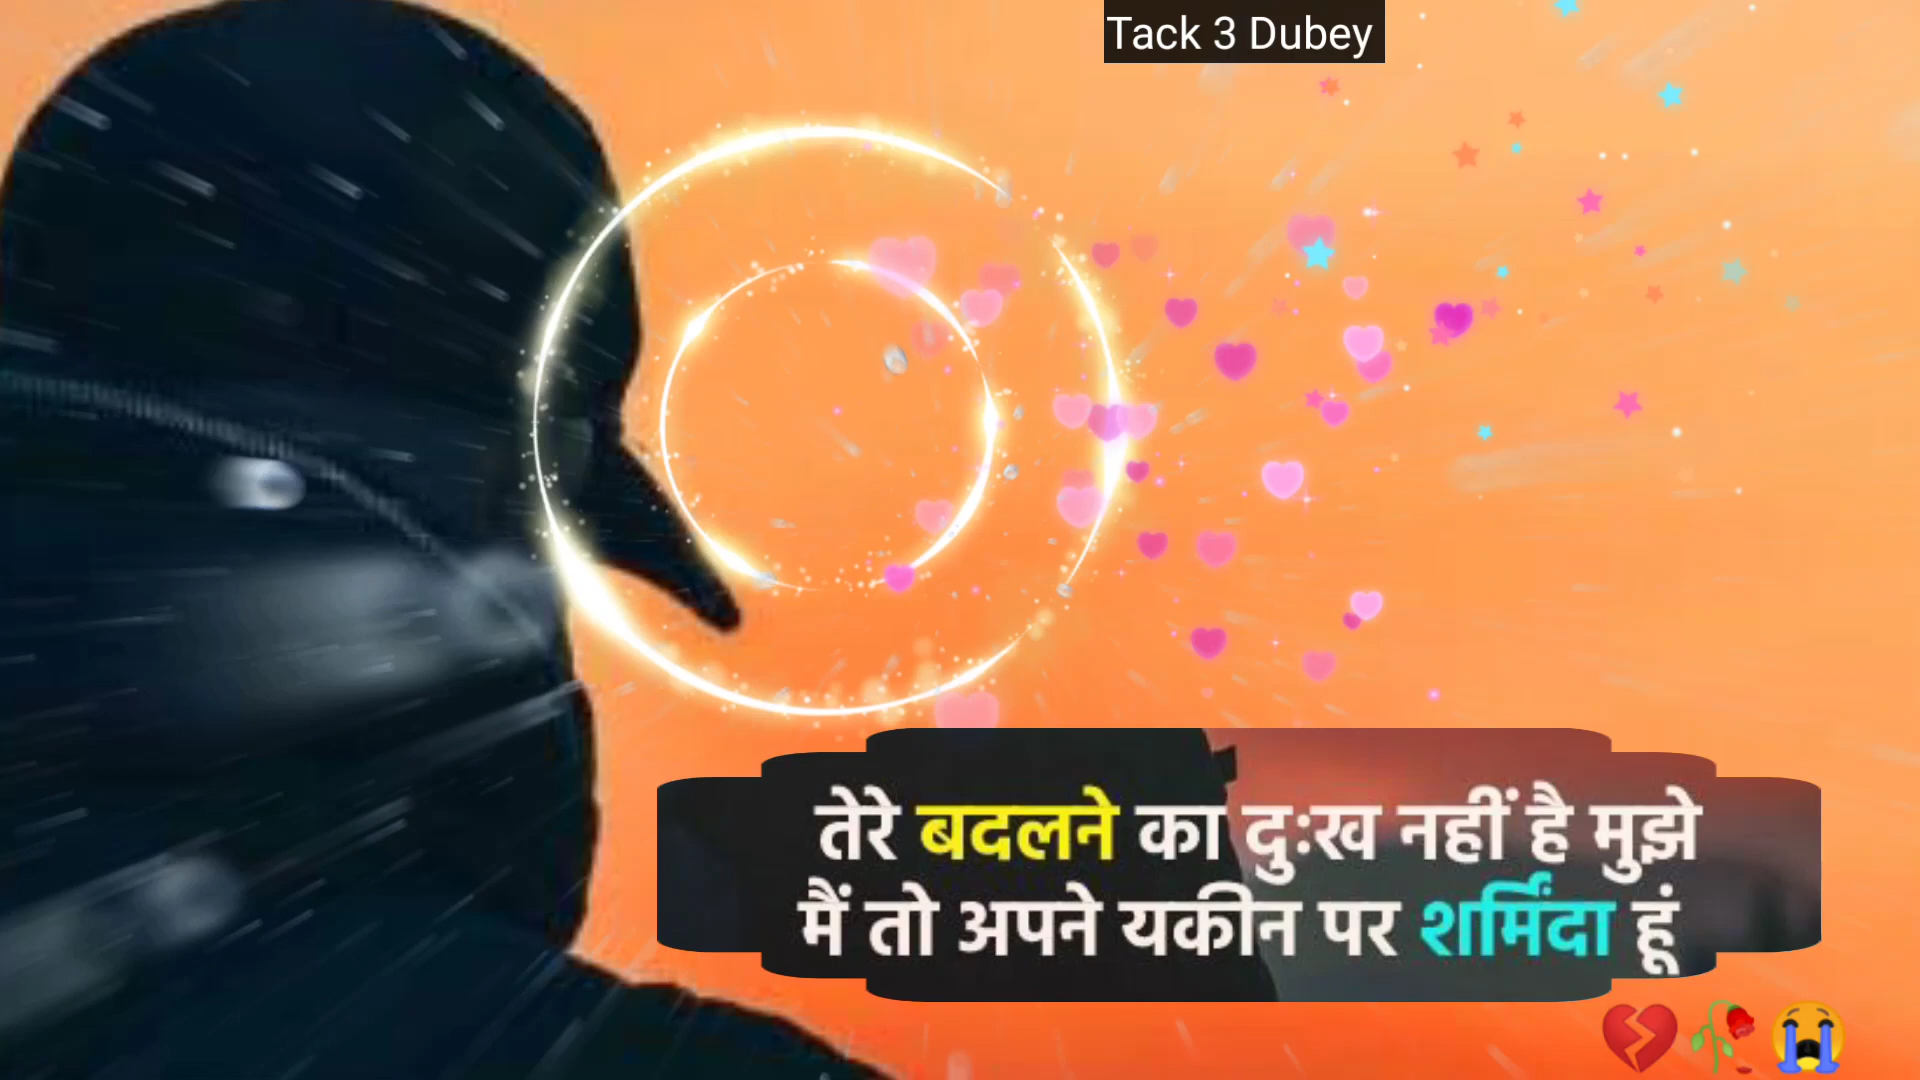 Tack 3 Dubey
तेरे बदलने का दुःख नहीं है मुझे
मैं तो अपने यकीन पर शर्मिंदा हूं